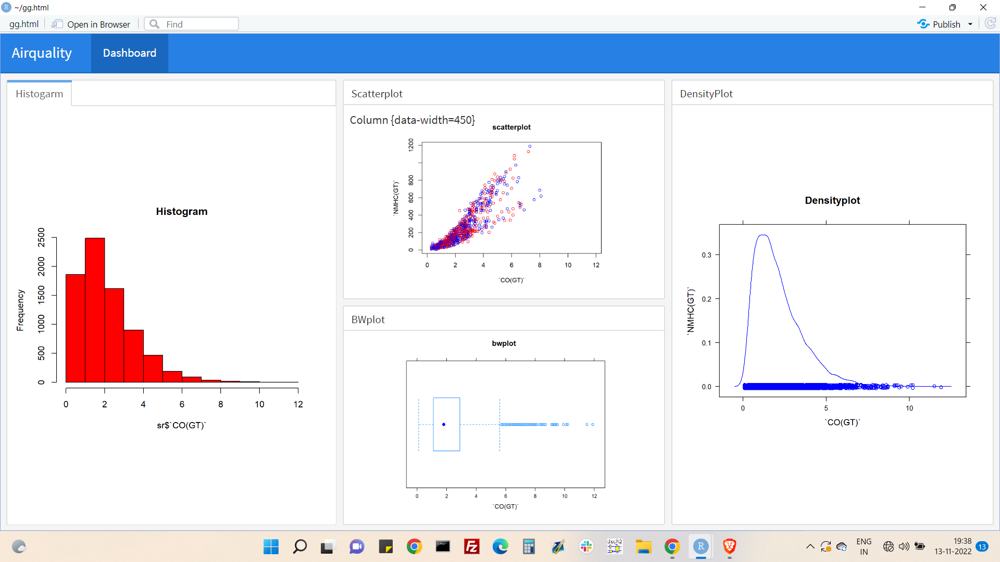 ~/gg.html
gg.html Open in Browser Find Publish
Airquality Dashboard
Histogarm
Histogram
Frequency
0 500 1000 1500 2000 2500
0 2 4 6 8 10 12
sr$`CO(GT)`
Scatterplot
Column {data-width=450}
scatterplot
`NMHC(GT)`
0 200 400 600 800 1200
0 2 4 6 8 10 12
`CO(GT)`
BWplot
bwplot
0 2 4 6 8 10 12
`CO(GT)`
DensityPlot
Densityplot
`NMHC(GT)`
0.3
0.2
0.1
0.0
0 5 10
`CO(GT)`
dsch2
ENG
IN
19:38
13-11-2022
13